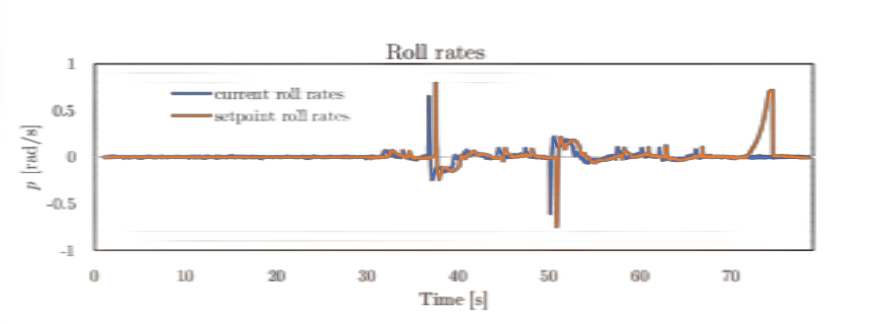 Roll rates
1
0.5
0
-0.5
-1
p [rad/s]
current roll rates
setpoint roll rates
0 10 20 30 40 50 60 70
Time [s]